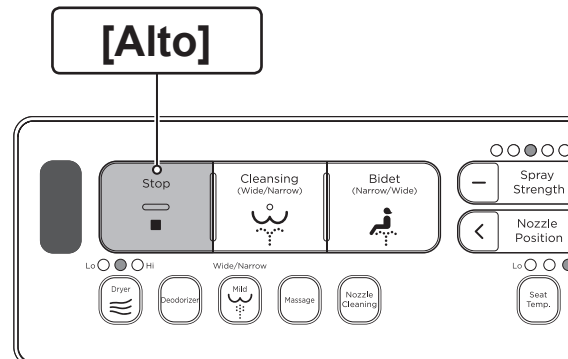 [Alto]
Stop
Cleansing
(Wide/Narrow)
Bidet
(Narrow/Wide)
Spray
Strength
Nozzle
Position
Lo Hi
Wide/Narrow
Lo
Dryer
Deodorizer
Mild
Massage
Nozzle
Cleaning
Seat
Temp.